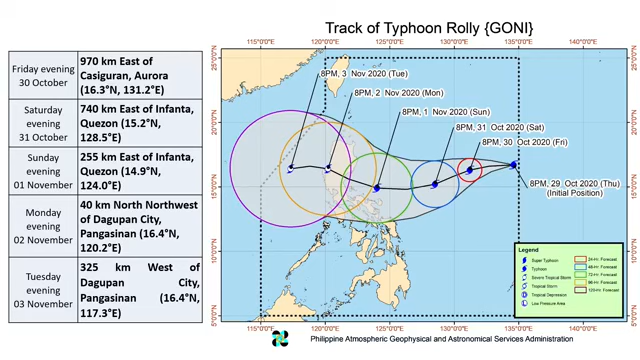 Track of Typhoon Rolly {GONI}
Friday evening
30 October
970 km East of
Casiguran, Aurora
(16.3°N, 131.2°E)
Saturday
evening
31 October
740 km East of Infanta,
Quezon (15.2°N,
128.5°E)
Sunday
evening
01 November
255 km East of Infanta,
Quezon (14.9°N,
124.0°E)
Monday
evening
02 November
40 km North Northwest
of Dagupan City,
Pangasinan (16.4°N,
120.2°E)
Tuesday
evening
03 November
325 km West of
Dagupan City,
Pangasinan (16.4°N,
117.3°E)
115°0'0"E
120°0'0"E
125°0'0"E
130°0'0"E
135°0'0"E
140°0'0"E
8PM, 3 Nov 2020 (Tue)
8PM, 2 Nov 2020 (Mon)
8PM, 1 Nov 2020 (Sun)
8PM, 31 Oct 2020 (Sat)
8PM, 30 Oct 2020 (Fri)
8PM, 29 Oct 2020 (Thu)
(Initial Position)
Legend
Super Typhoon
Typhoon
Severe Tropical Storm
Tropical Storm
Tropical Depression
Low Pressure Area
24-Hr. Forecast
48-Hr. Forecast
72-Hr. Forecast
96-Hr. Forecast
120-Hr. Forecast
115°0'0"E
120°0'0"E
125°0'0"E
130°0'0"E
135°0'0"E
140°0'0"E
Philippine Atmospheric Geophysical and Astronomical Services Administration